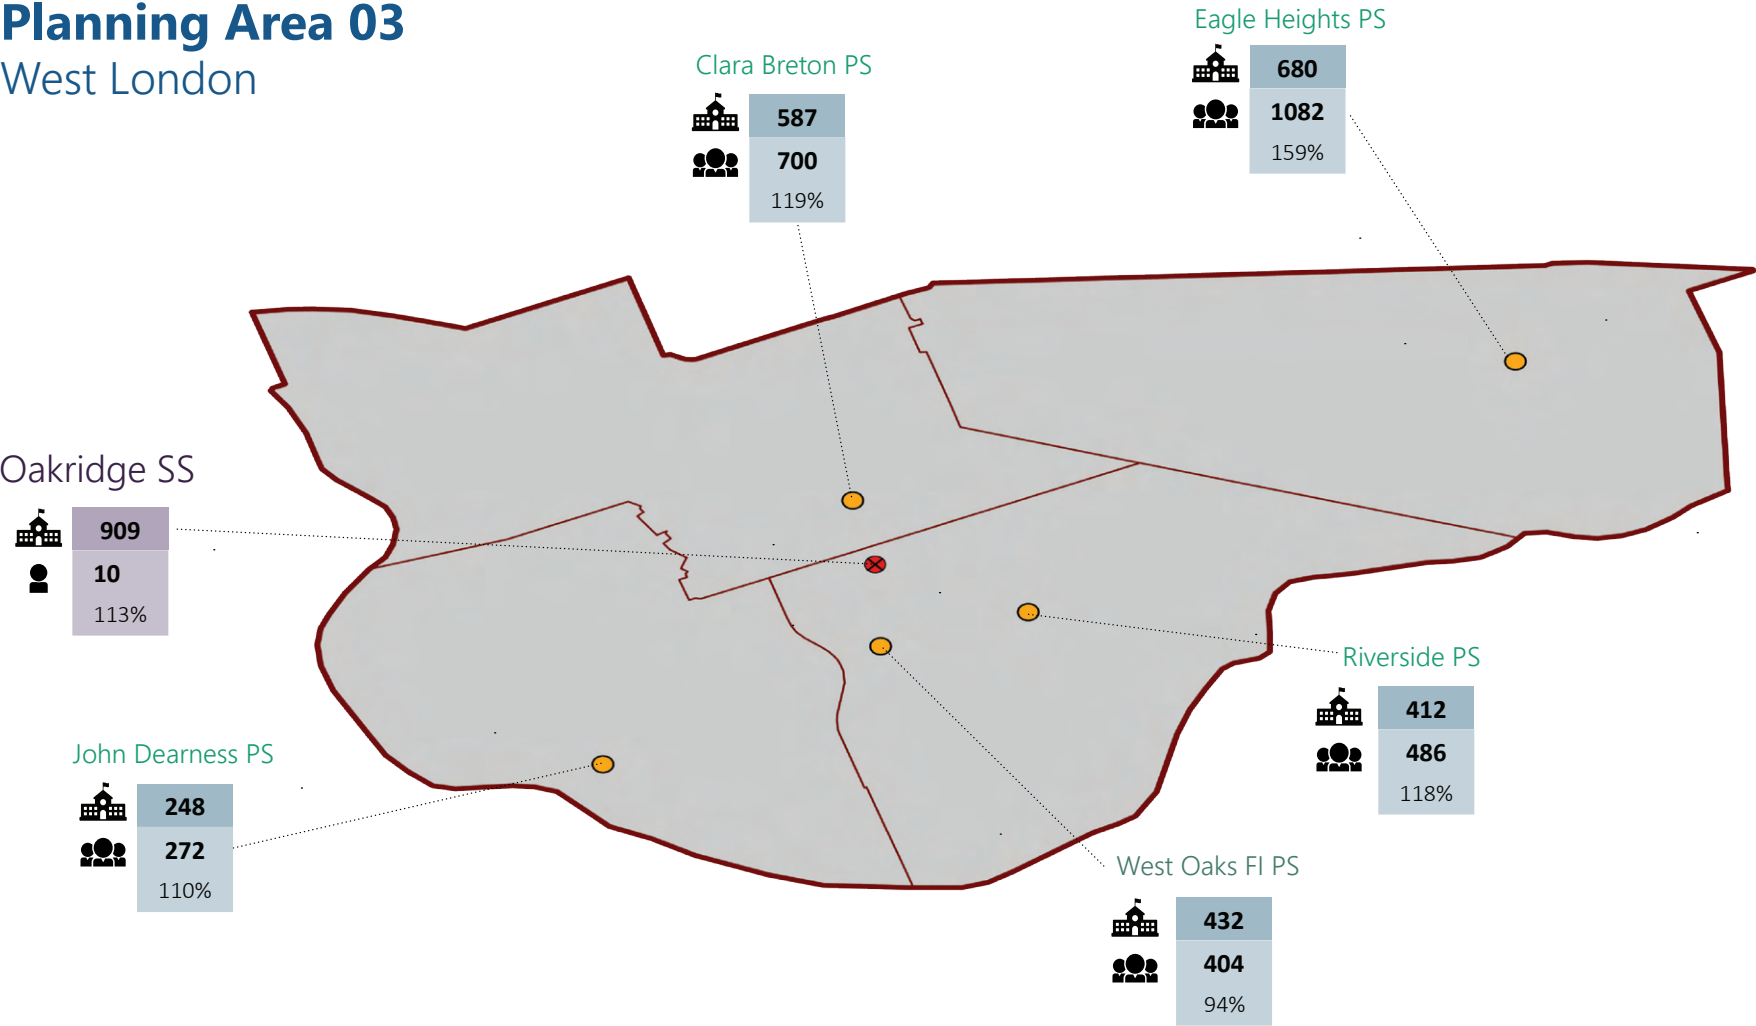 Planning Area 03
West London
Eagle Heights PS
680
1082
159%
Clara Breton PS
587
700
119%
Oakridge SS
909
10
113%
Riverside PS
412
486
118%
John Dearness PS
248
272
110%
West Oaks FI PS
432
404
94%